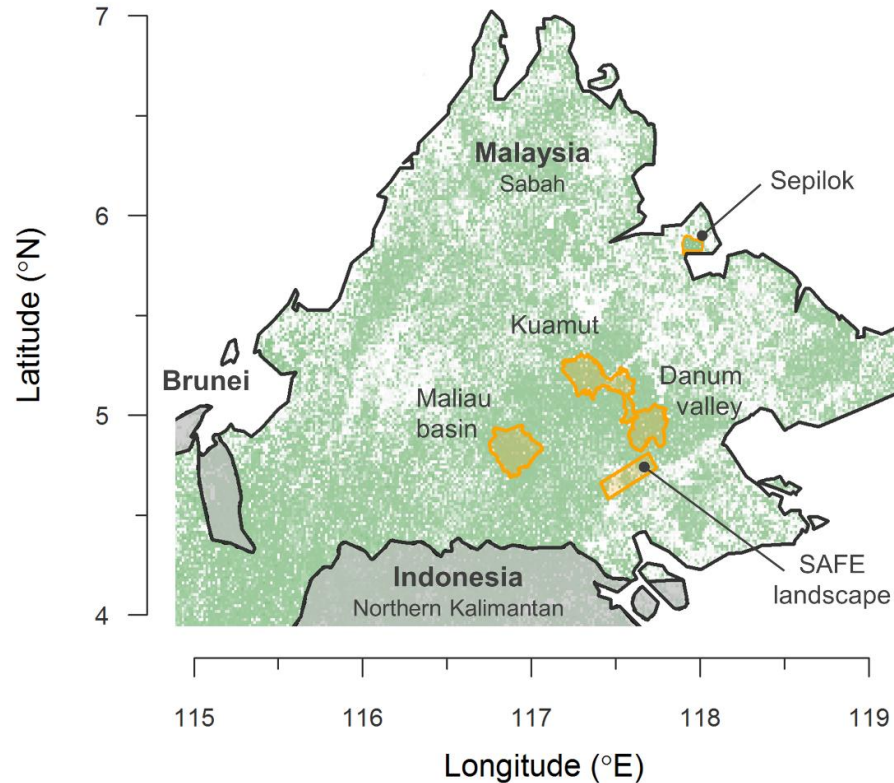 7
Malaysia
Sabah
Sepilok
6
Kuamut
Brunei
Danum
valley
Maliau
basin
5
Latitude (°N)
Indonesia
Northern Kalimantan
SAFE
landscape
4
115
116
117
118
119
Longitude (°E)